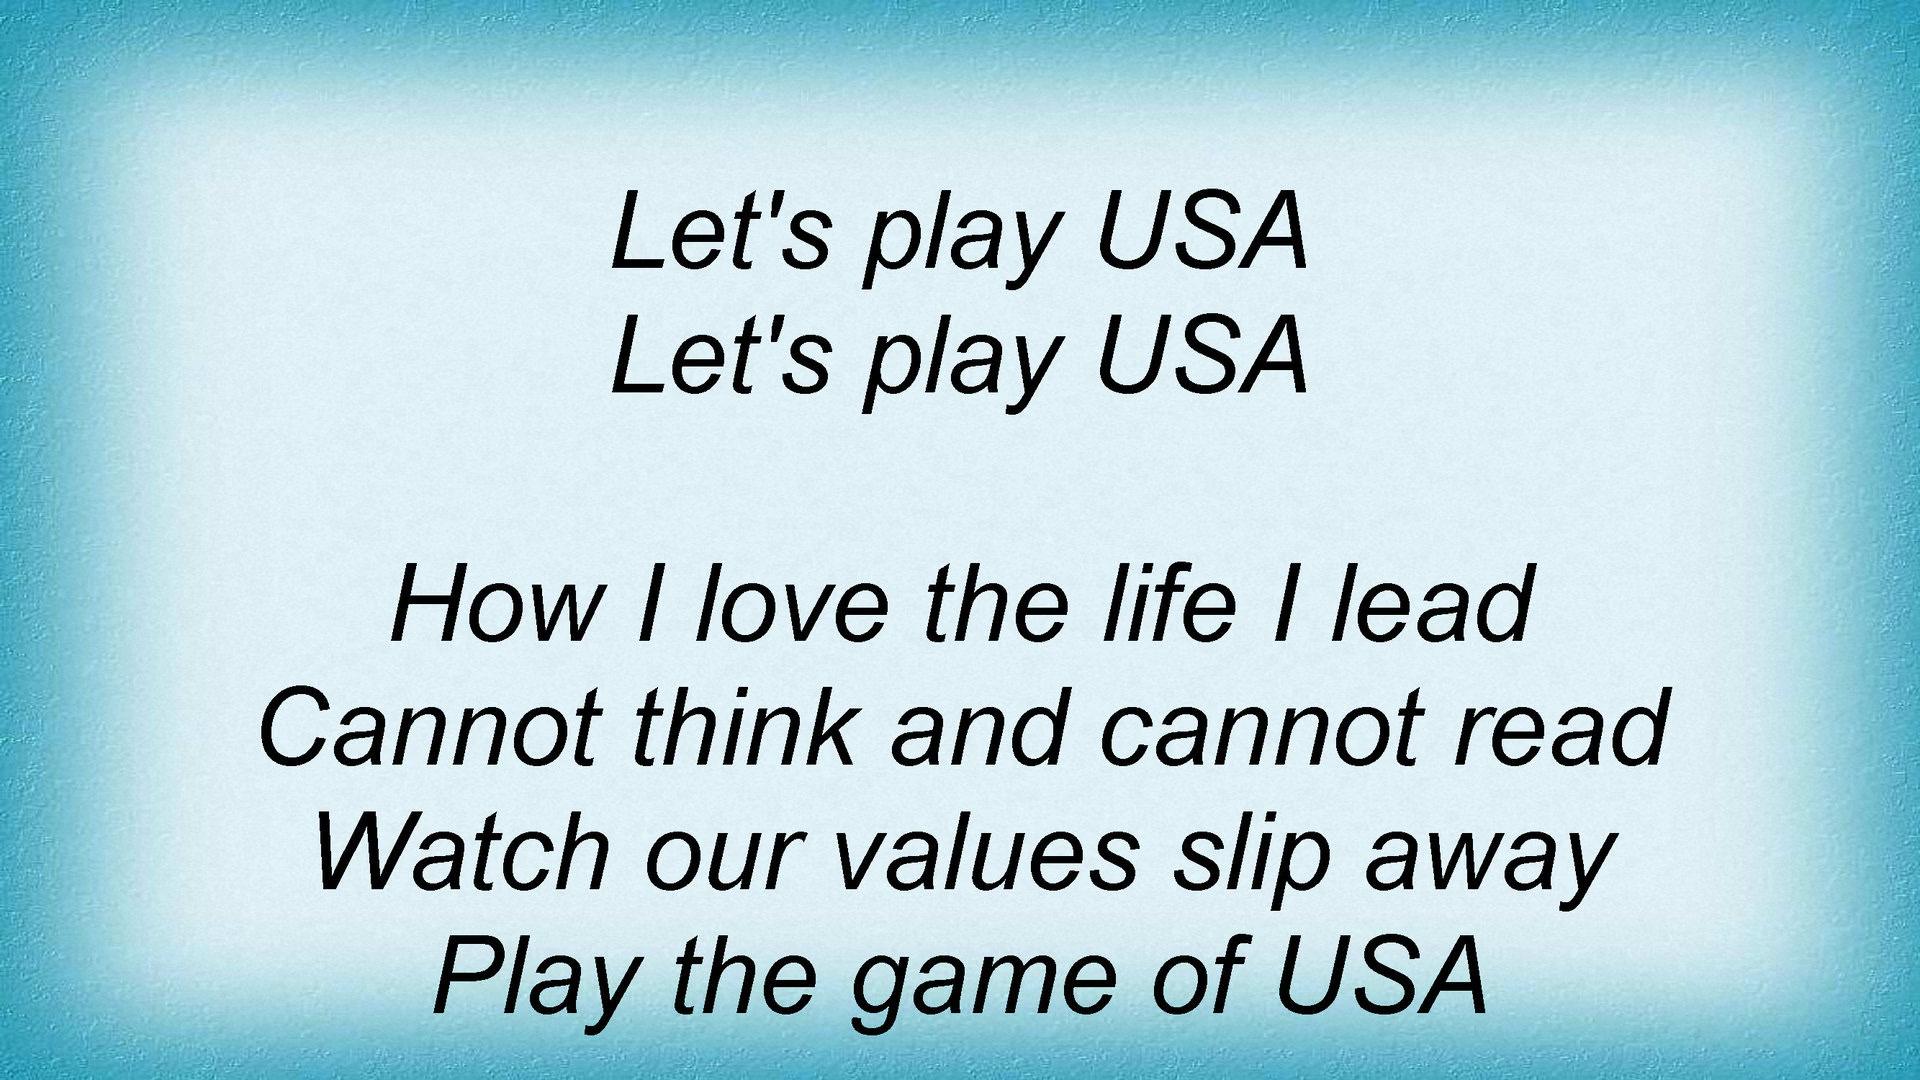 Let's play USA
Let's play USA
How I love the life I lead
Cannot think and cannot read
Watch our values slip away
Play the game of USA